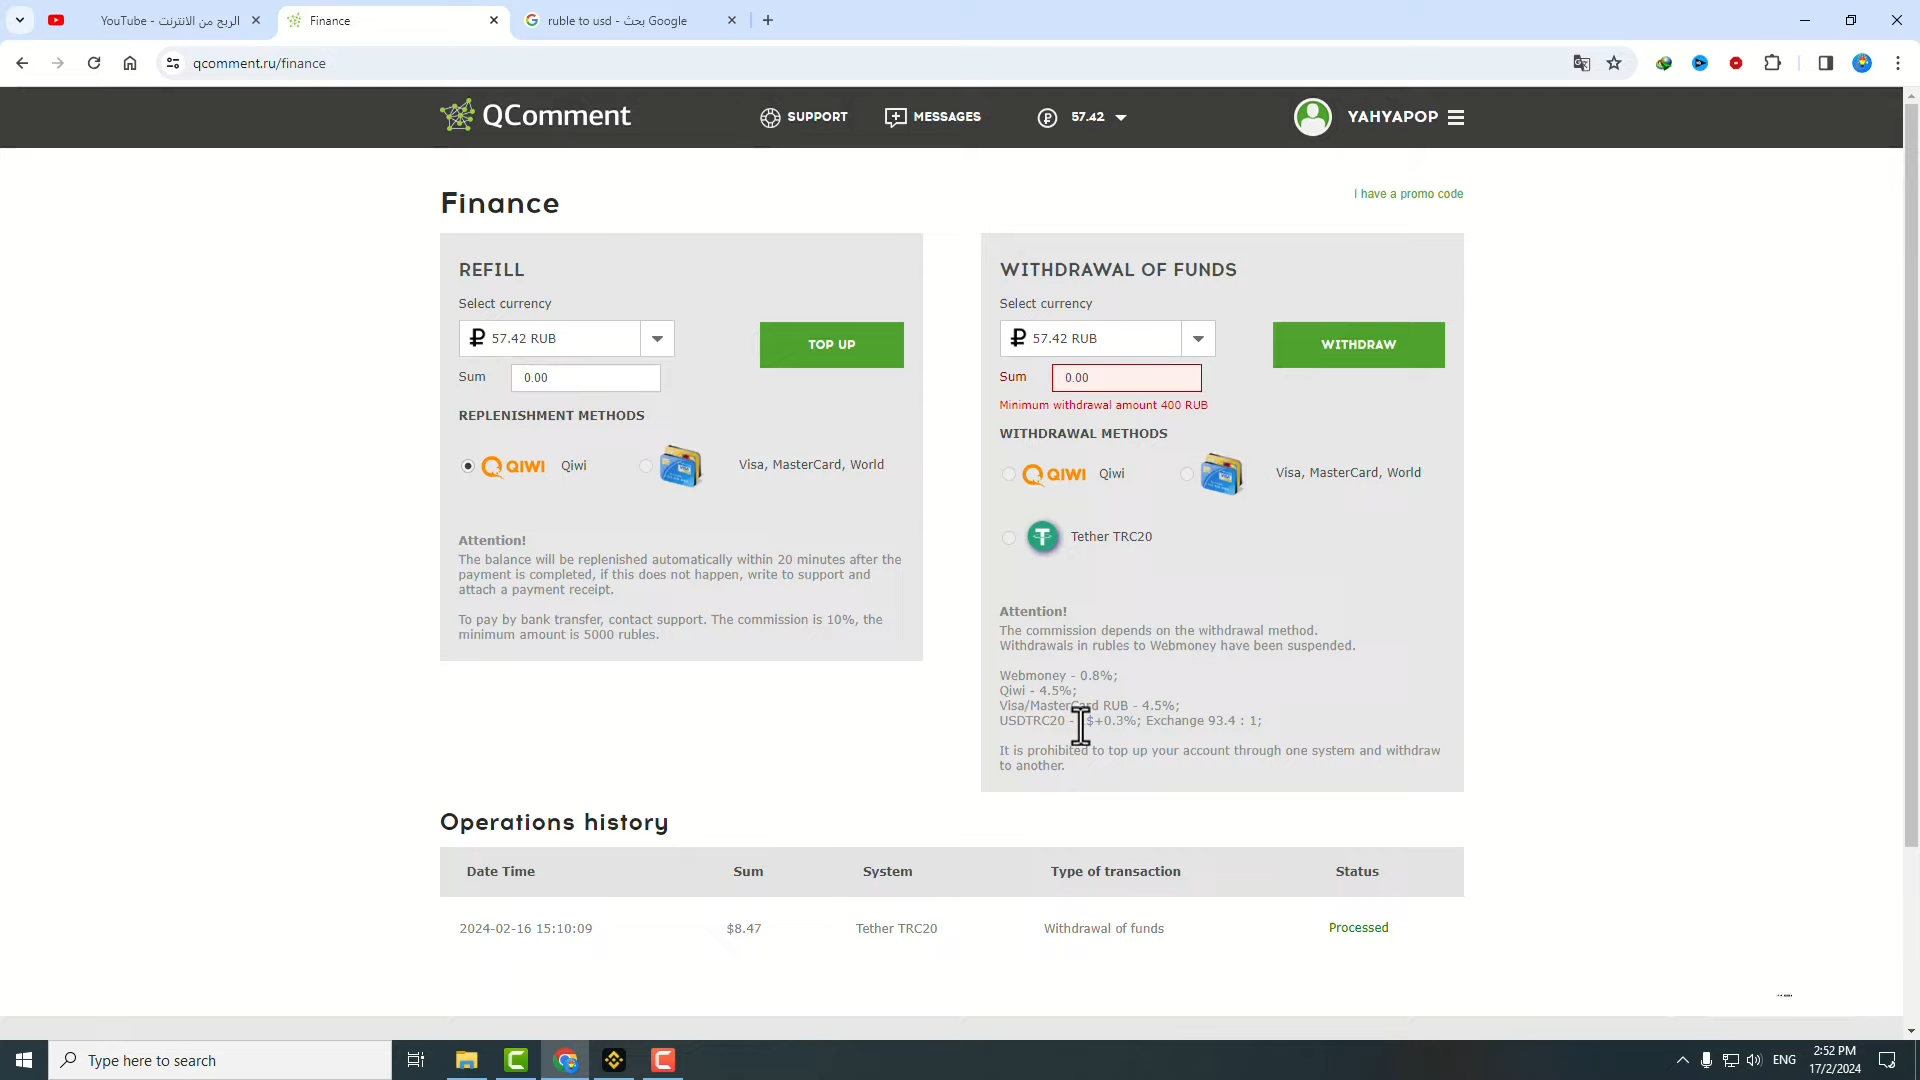 YouTube - الربح من الانترنت
Finance
ruble to usd - بحث Google
qcomment.ru/finance
QComment
SUPPORT
MESSAGES
57.42
YAHYAPOP
Finance
I have a promo code
REFILL
Select currency
57.42 RUB
TOP UP
Sum
0.00
REPLENISHMENT METHODS
QIWI
Qiwi
Visa, MasterCard, World
Attention!
The balance will be replenished automatically within 20 minutes after the
payment is completed, if this does not happen, write to support and
attach a payment receipt.
To pay by bank transfer, contact support. The commission is 10%, the
minimum amount is 5000 rubles.
WITHDRAWAL OF FUNDS
Select currency
57.42 RUB
WITHDRAW
Sum
0.00
Minimum withdrawal amount 400 RUB
WITHDRAWAL METHODS
QIWI
Qiwi
Visa, MasterCard, World
Tether TRC20
Attention!
The commission depends on the withdrawal method.
Withdrawals in rubles to Webmoney have been suspended.
Webmoney - 0.8%;
Qiwi - 4.5%;
Visa/MasterCard RUB - 4.5%;
USDTRC20 - $+0.3%; Exchange 93.4 : 1;
It is prohibited to top up your account through one system and withdraw
to another.
Operations history
Date Time
Sum
System
Type of transaction
Status
2024-02-16 15:10:09
$8.47
Tether TRC20
Withdrawal of funds
Processed
Type here to search
ENG
2:52 PM
17/2/2024